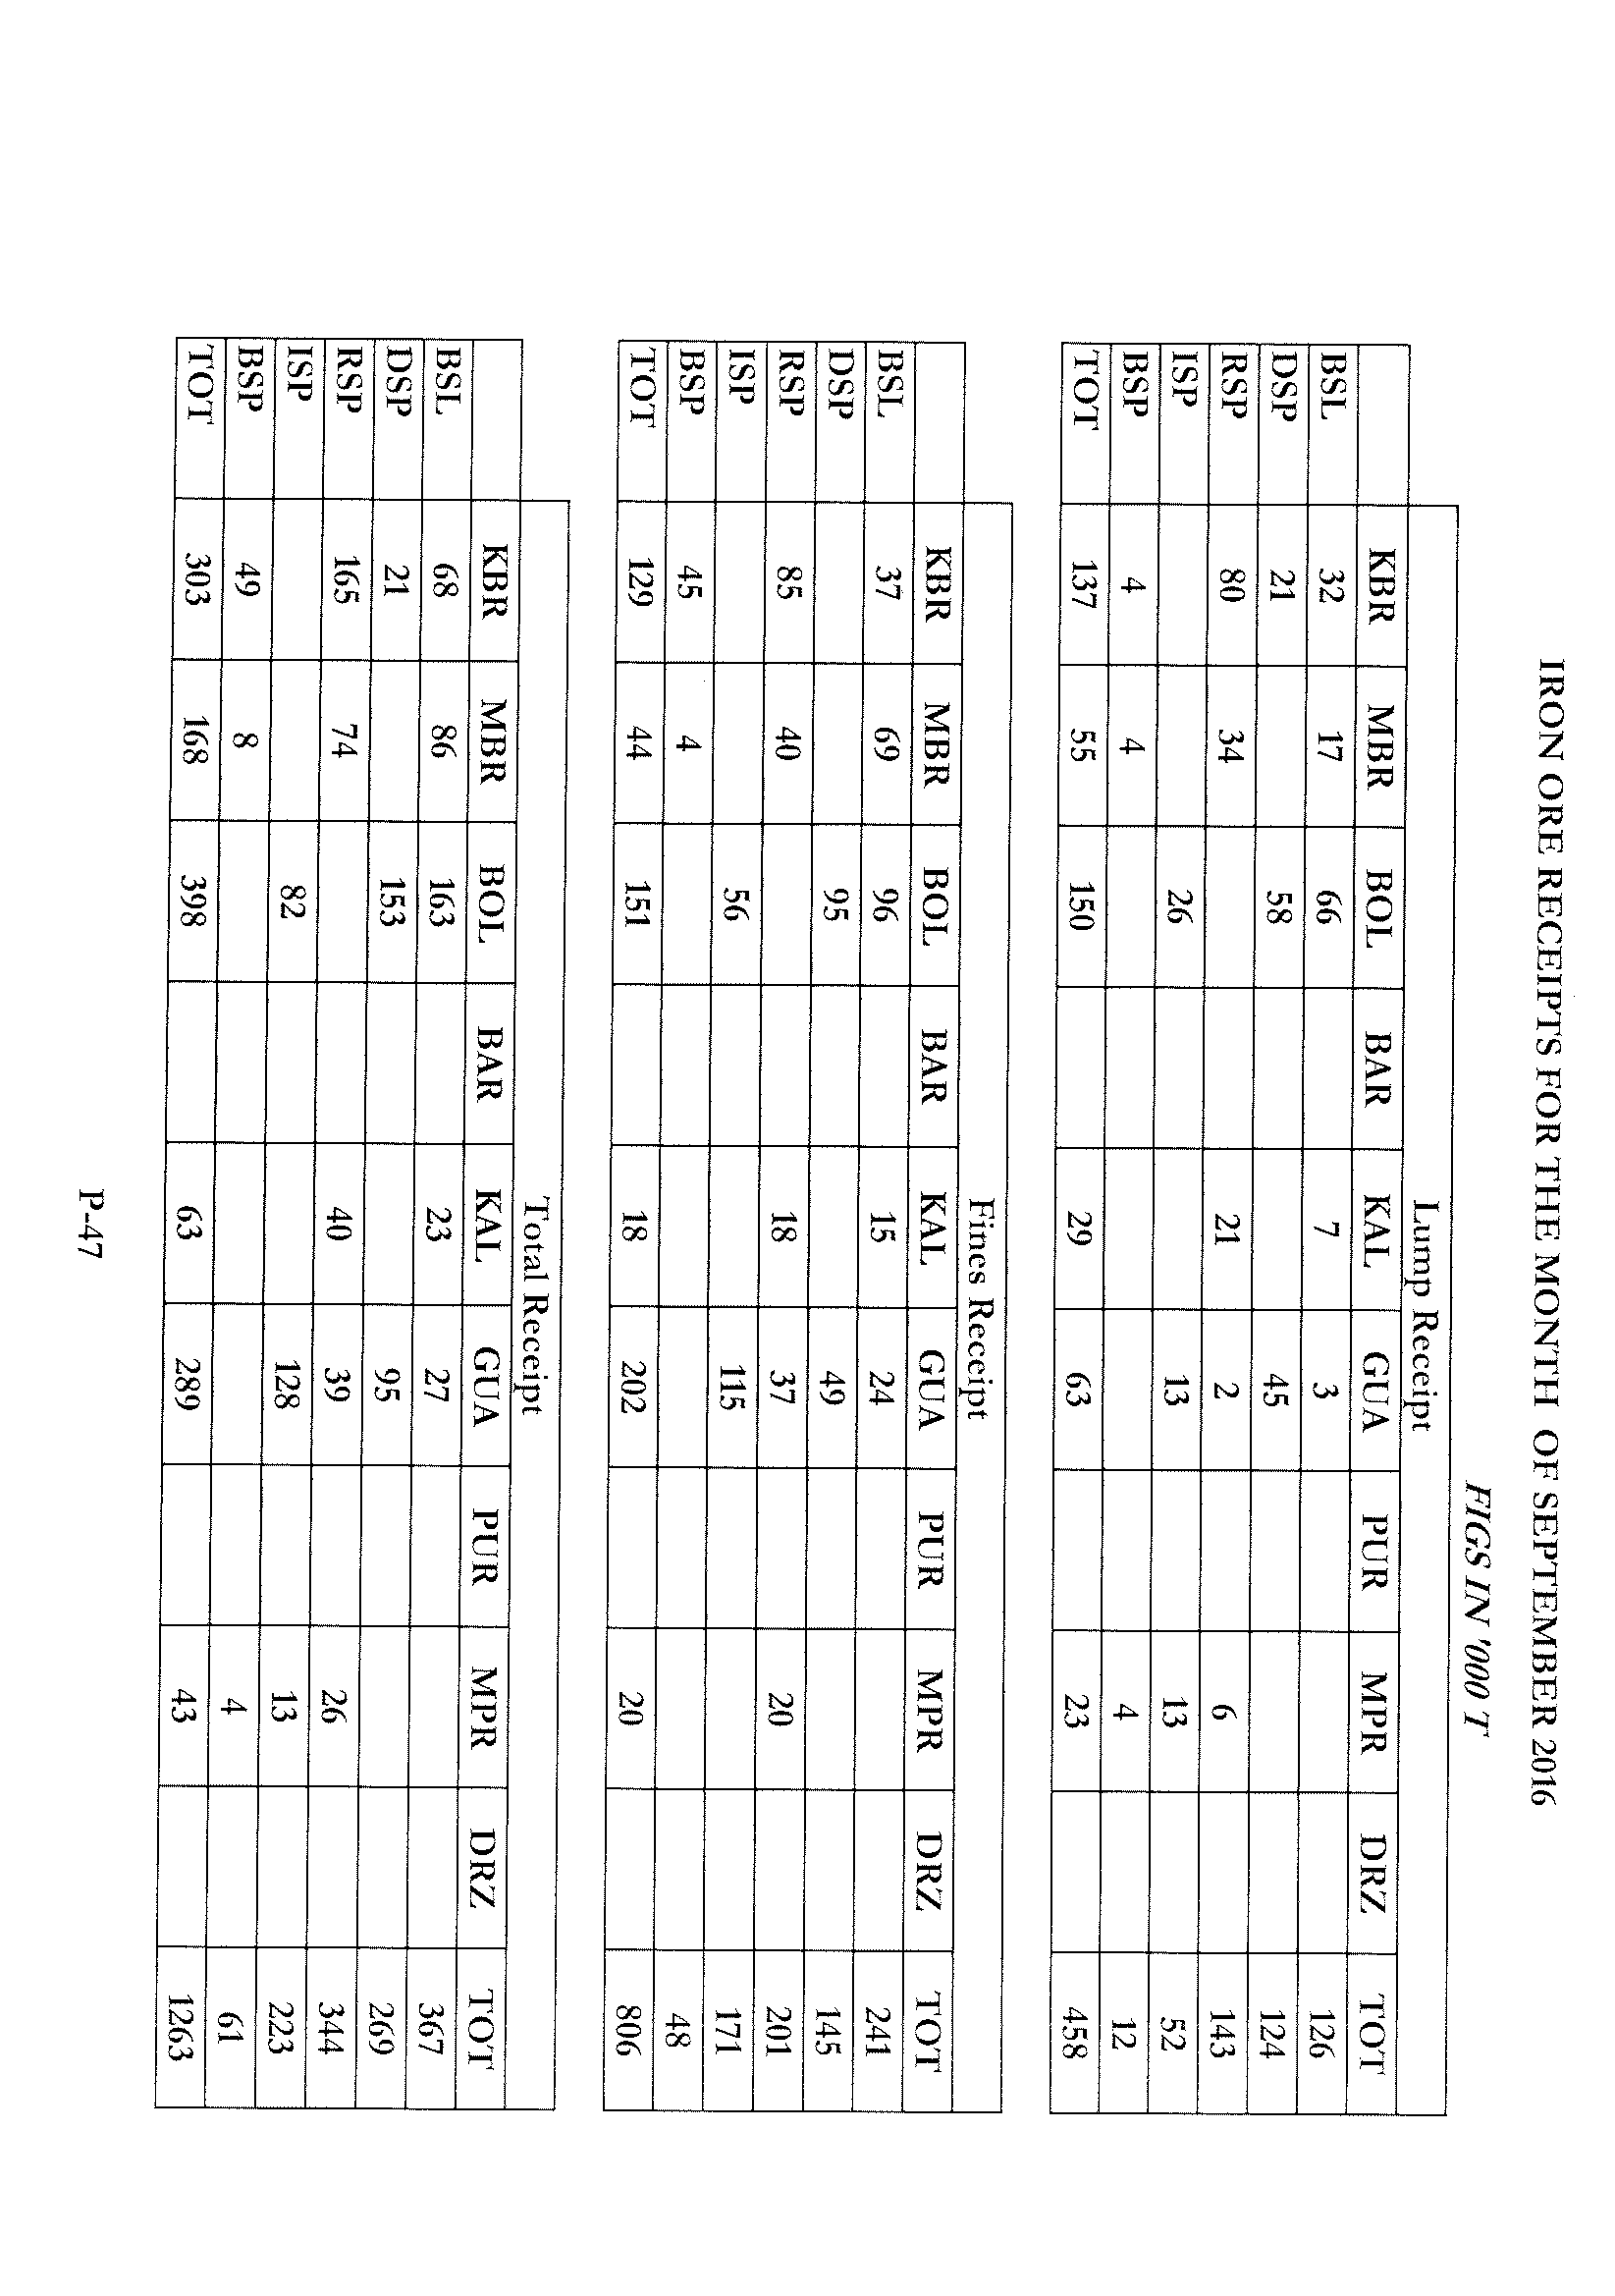 IRON ORE RECEIPTS FOR THE MONTH OF SEPTEMBER 2016
FIGS IN '000 T
Lump Receipt
KBR MBR BOL BAR KAL GUA PUR MPR DRZ TOT
BSL 32 17 66 7 3 126
DSP 21 58 45 124
RSP 80 34 21 2 6 143
ISP 26 13 13 52
BSP 4 4 4 12
TOT 137 55 150 29 63 23 458
Fines Receipt
KBR MBR BOL BAR KAL GUA PUR MPR DRZ TOT
BSL 37 69 96 15 24 241
DSP 95 49 145
RSP 85 40 18 37 20 201
ISP 56 115 171
BSP 45 4 48
TOT 129 44 151 18 202 20 806
Total Receipt
KBR MBR BOL BAR KAL GUA PUR MPR DRZ TOT
BSL 68 86 163 23 27 367
DSP 21 153 95 269
RSP 165 74 40 39 26 344
ISP 82 128 13 223
BSP 49 8 4 61
TOT 303 168 398 63 289 43 1263
P-47